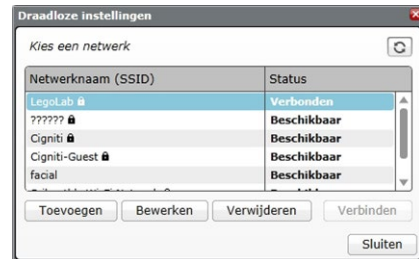 Draadloze instellingen
Kies een netwerk
Netwerknaam (SSID) Status
LegoLab Verbonden
?????? Beschikbaar
Cigniti Beschikbaar
Cigniti-Guest Beschikbaar
facial Beschikbaar
Toevoegen Bewerken Verwijderen Verbinden
Sluiten